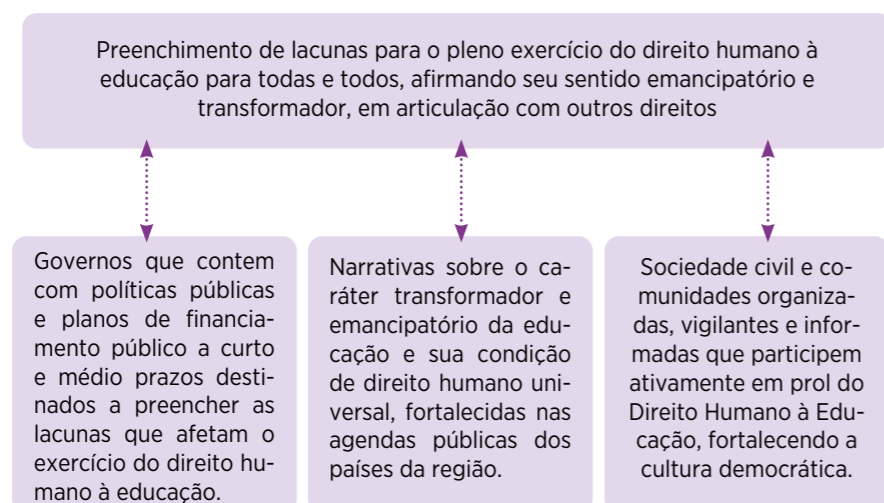 Preenchimento de lacunas para o pleno exercício do direito humano à
educação para todas e todos, afirmando seu sentido emancipatório e
transformador, em articulação com outros direitos
Governos que contem
com políticas públicas
e planos de financia-
mento público a curto
e médio prazos desti-
nados a preencher as
lacunas que afetam o
exercício do direito hu-
mano à educação.
Narrativas sobre o ca-
ráter transformador e
emancipatório da edu-
cação e sua condição
de direito humano uni-
versal, fortalecidas nas
agendas públicas dos
países da região.
Sociedade civil e co-
munidades organiza-
das, vigilantes e infor-
madas que participem
ativamente em prol do
Direito Humano à Edu-
cação, fortalecendo a
cultura democrática.